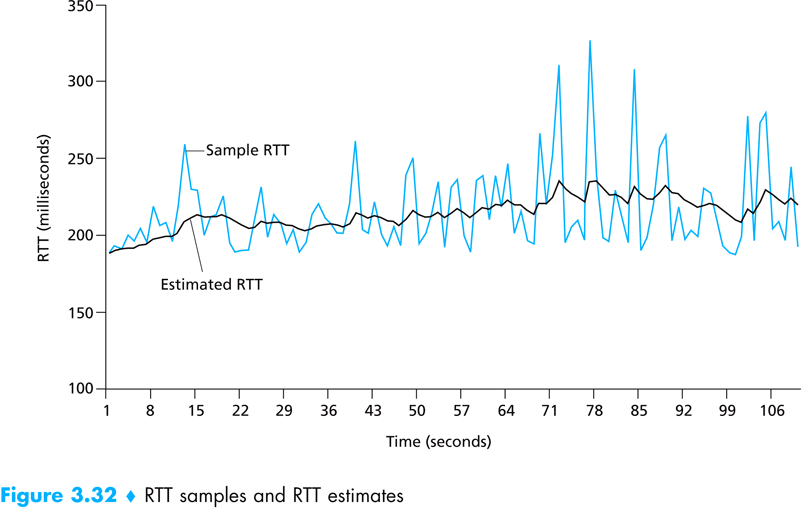 350
300
250
200
150
100
RTT (milliseconds)
Sample RTT
Estimated RTT
1 8 15 22 29 36 43 50 57 64 71 78 85 92 99 106
Time (seconds)
Figure 3.32 ♦ RTT samples and RTT estimates